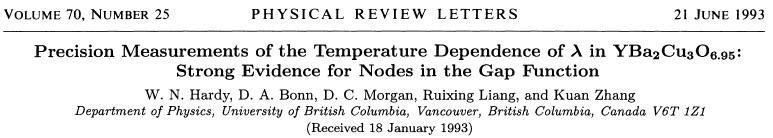 VOLUME 70, NUMBER 25 PHYSICAL REVIEW LETTERS 21 JUNE 1993
Precision Measurements of the Temperature Dependence of λ in YBa₂Cu₃O₆.₉₅:
Strong Evidence for Nodes in the Gap Function
W. N. Hardy, D. A. Bonn, D. C. Morgan, Ruixing Liang, and Kuan Zhang
Department of Physics, University of British Columbia, Vancouver, British Columbia, Canada V6T 1Z1
(Received 18 January 1993)